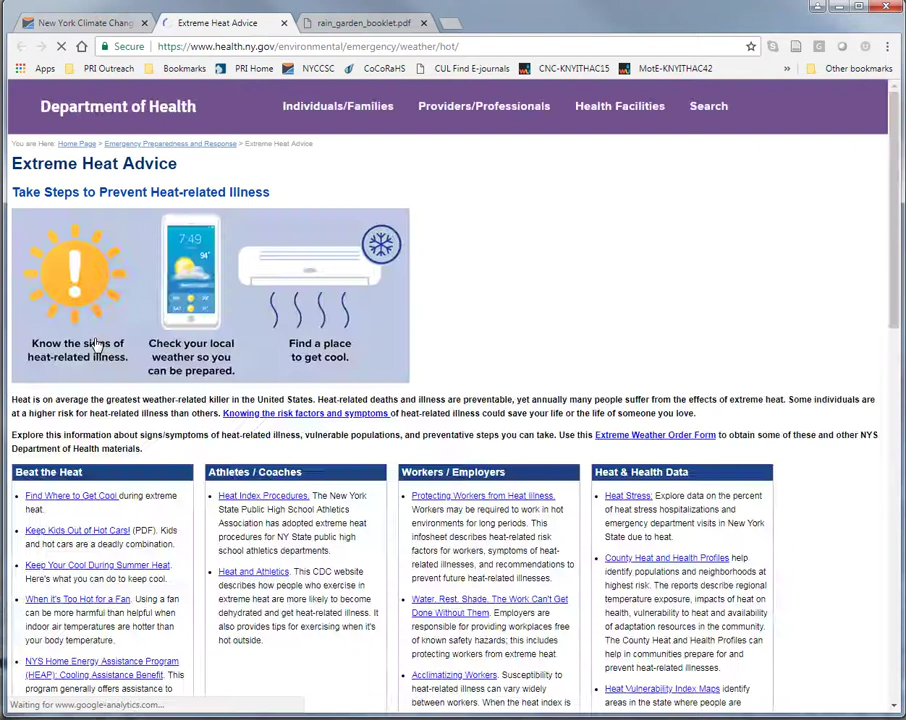 New York Climate Chang
Extreme Heat Advice
rain_garden_booklet.pdf
Secure
https://www.health.ny.gov/environmental/emergency/weather/hot/
Apps PRI Outreach Bookmarks PRI Home NYCCSC CoCoRaHS CUL Find E-journals CNC-KNYITHAC15 MotE-KNYITHAC42 » Other bookmarks
Department of Health Individuals/Families Providers/Professionals Health Facilities Search
You are Here: Home Page > Emergency Preparedness and Response > Extreme Heat Advice
Extreme Heat Advice
Take Steps to Prevent Heat-related Illness
7:49
94°
Know the signs of
heat-related illness.
Check your local
weather so you
can be prepared.
Find a place
to get cool.
Heat is on average the greatest weather-related killer in the United States. Heat-related deaths and illness are preventable, yet annually many people suffer from the effects of extreme heat. Some individuals are
at a higher risk for heat-related illness than others. Knowing the risk factors and symptoms of heat-related illness could save your life or the life of someone you love.
Explore this information about signs/symptoms of heat-related illness, vulnerable populations, and preventative steps you can take. Use this Extreme Weather Order Form to obtain some of these and other NYS
Department of Health materials.
Beat the Heat
• Find Where to Get Cool during extreme
heat.
• Keep Kids Out of Hot Cars! (PDF). Kids
and hot cars are a deadly combination.
• Keep Your Cool During Summer Heat.
Here's what you can do to keep cool.
• When it's Too Hot for a Fan. Using a fan
can be more harmful than helpful when
indoor air temperatures are hotter than
your body temperature.
• NYS Home Energy Assistance Program
(HEAP): Cooling Assistance Benefit. This
program generally offers assistance to
Athletes / Coaches
• Heat Index Procedures. The New York
State Public High School Athletics
Association has adopted extreme heat
procedures for NY State public high
school athletics departments.
• Heat and Athletics. This CDC website
describes how people who exercise in
extreme heat are more likely to become
dehydrated and get heat-related illness. It
also provides tips for exercising when it's
hot outside.
Workers / Employers
• Protecting Workers from Heat illness.
Workers may be required to work in hot
environments for long periods. This
infosheet describes heat-related risk
factors for workers, symptoms of heat-
related illnesses, and recommendations to
prevent future heat-related illnesses.
• Water. Rest. Shade. The Work Can't Get
Done Without Them. Employers are
responsible for providing workplaces free
of known safety hazards; this includes
protecting workers from extreme heat.
• Acclimatizing Workers. Susceptibility to
heat-related illness can vary widely
between workers. When the heat index is
Heat & Health Data
• Heat Stress: Explore data on the percent
of heat stress hospitalizations and
emergency department visits in New York
State due to heat.
• County Heat and Health Profiles help
identify populations and neighborhoods at
highest risk. The reports describe regional
temperature exposure, impacts of heat on
health, vulnerability to heat and availability
of adaptation resources in the community.
The County Heat and Health Profiles can
help in communities prepare for and
prevent heat-related illnesses.
• Heat Vulnerability Index Maps identify
areas in the state where people are
Waiting for www.google-analytics.com...